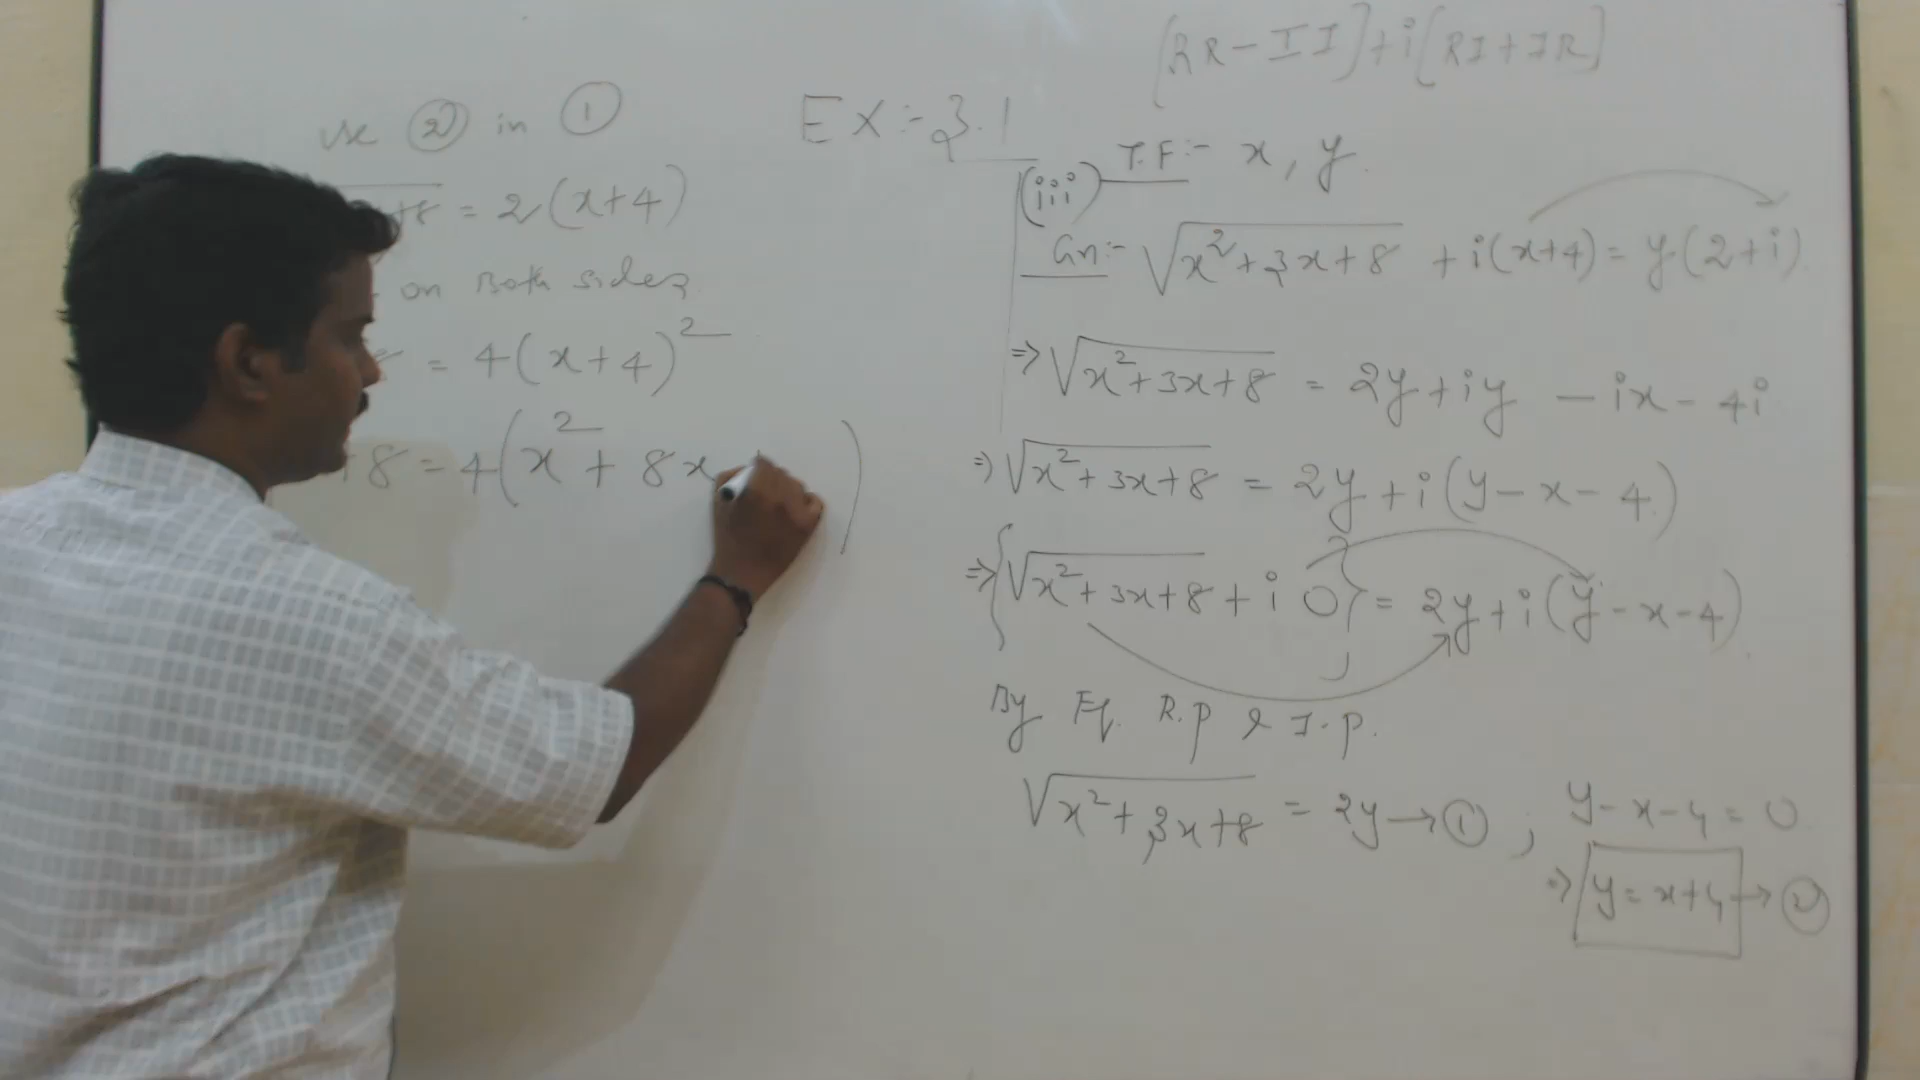 use ② in ①
+8 = 2(x+4)
on Both sides
= 4(x+4)²
+8 = 4(x² + 8x +     )
EX:- 3.1
[RR-II]+i[RI+IR]
(iii) T.F:- x, y.
Gn:- √x²+3x+8 + i(x+4) = y(2+i)
⇒ √x²+3x+8 = 2y+iy - ix - 4i
⇒ √x²+3x+8 = 2y+i(y-x-4)
⇒ {√x²+3x+8 + i 0} = 2y+i(y-x-4)
By Eq. R.p & I.p.
√x²+3x+8 = 2y → ① , y-x-4=0
⇒ y=x+4 → ②